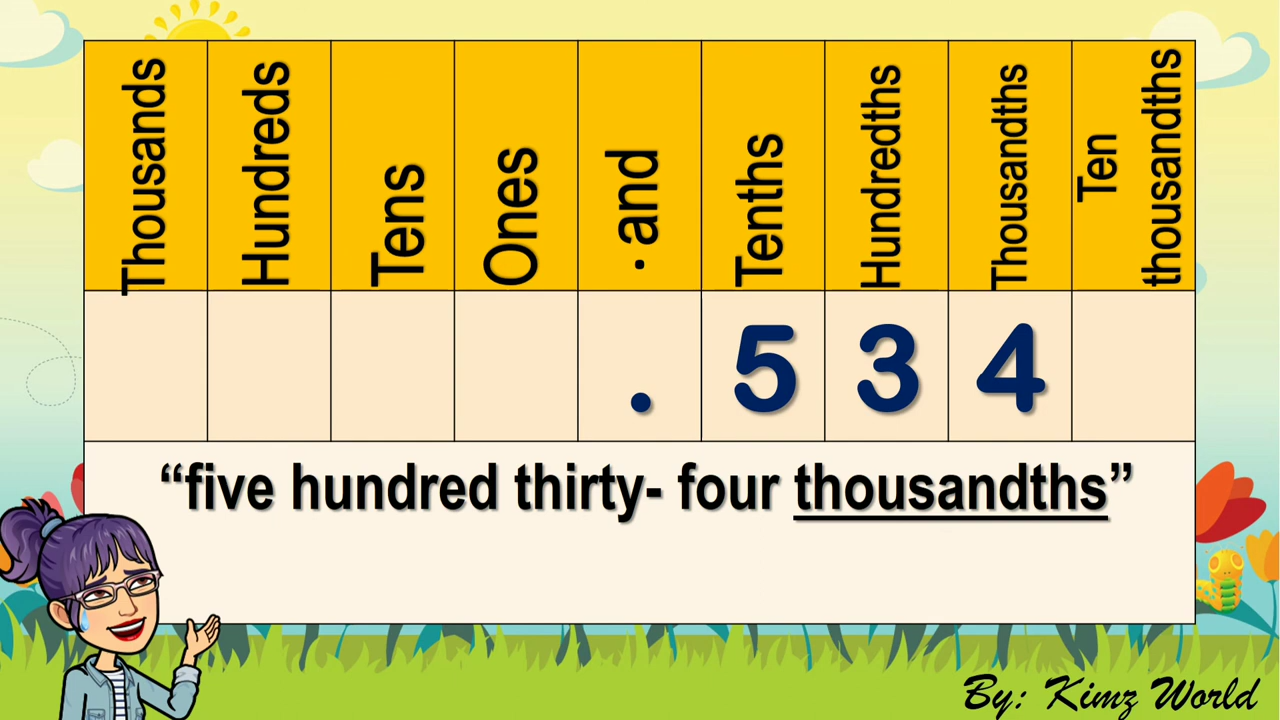 Thousands
Hundreds
Tens
Ones
. and
Tenths
Hundredths
Thousandths
Ten
thousandths
. 5 3 4
“five hundred thirty- four thousandths”
By: Kimz World